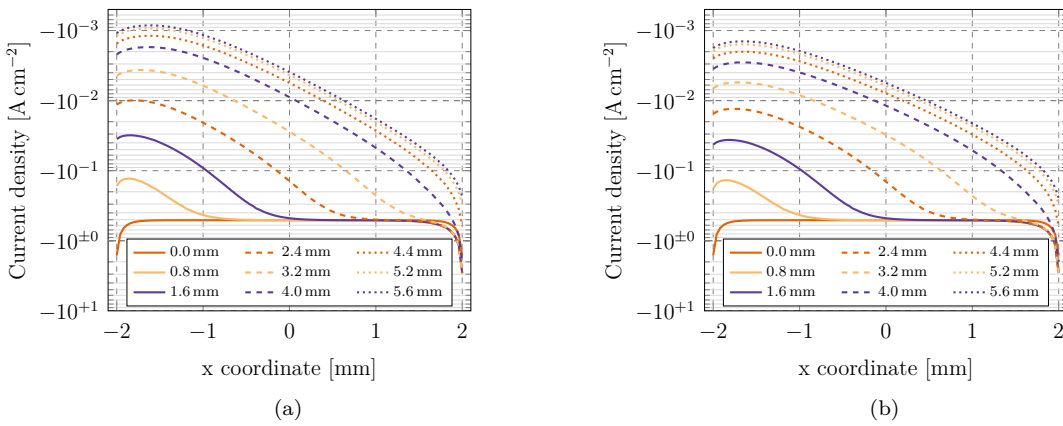 −10⁻³
−10⁻²
−10⁻¹
−10^±0
−10⁺¹
Current density [A cm⁻²]
0.0 mm 2.4 mm 4.4 mm
0.8 mm 3.2 mm 5.2 mm
1.6 mm 4.0 mm 5.6 mm
−2 −1 0 1 2
x coordinate [mm]
(a)
−10⁻³
−10⁻²
−10⁻¹
−10^±0
−10⁺¹
Current density [A cm⁻²]
0.0 mm 2.4 mm 4.4 mm
0.8 mm 3.2 mm 5.2 mm
1.6 mm 4.0 mm 5.6 mm
−2 −1 0 1 2
x coordinate [mm]
(b)